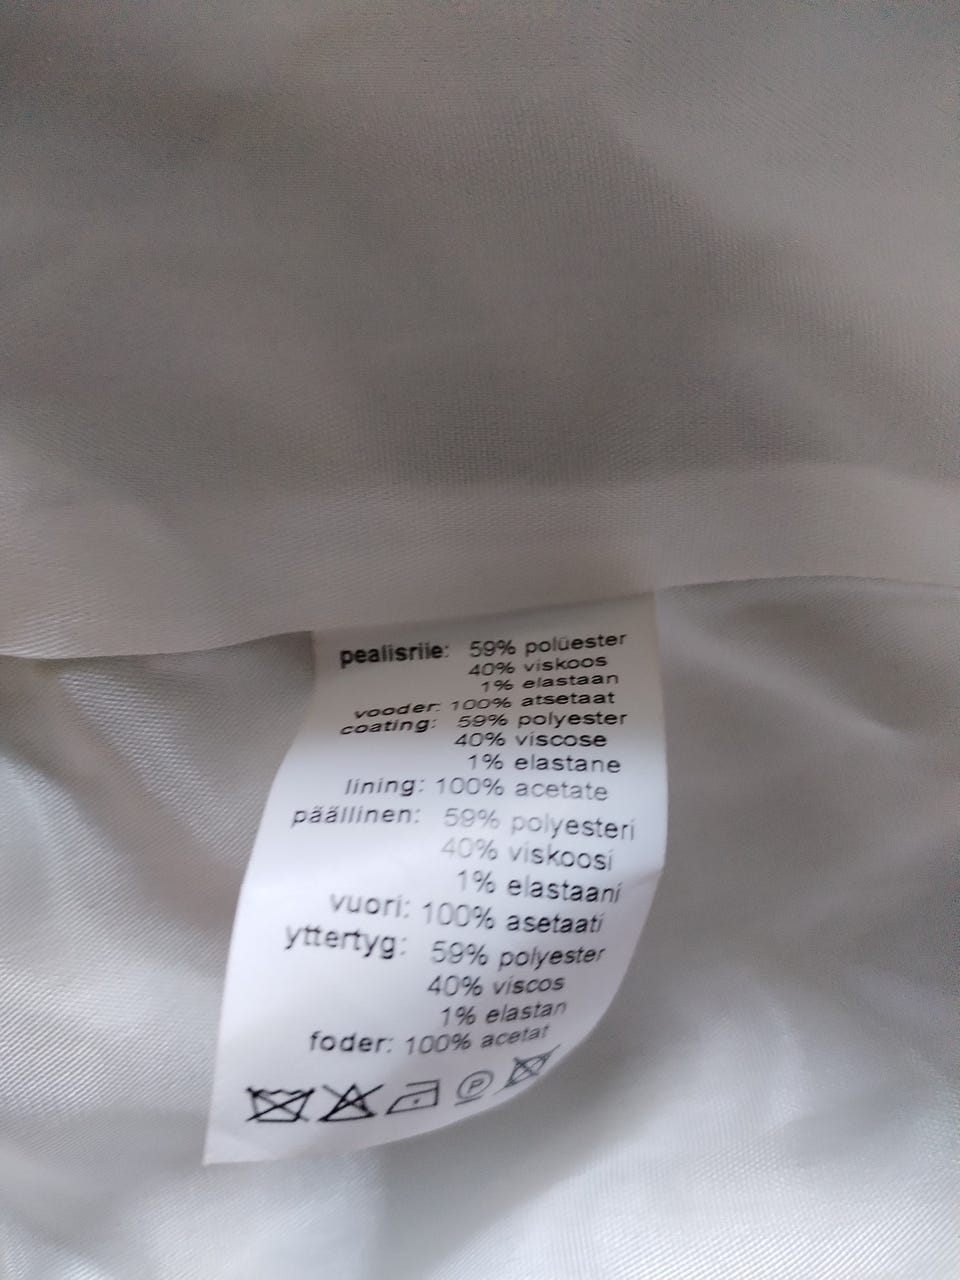 pealisriie: 59% polüester
40% viskoos
1% elastaan
vooder: 100% atsetaat
coating: 59% polyester
40% viscose
1% elastane
lining: 100% acetate
päällinen: 59% polyesteri
40% viskoosi
1% elastaani
vuori: 100% asetaati
yttertyg: 59% polyester
40% viscos
1% elastan
foder: 100% acetat
P